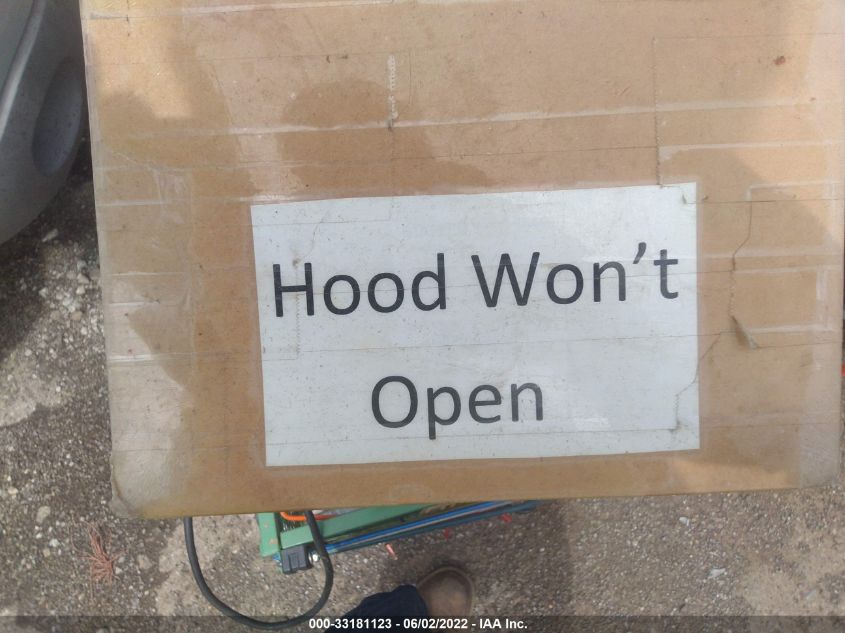 Hood Won’t
Open
000-33181123 - 06/02/2022 - IAA Inc.